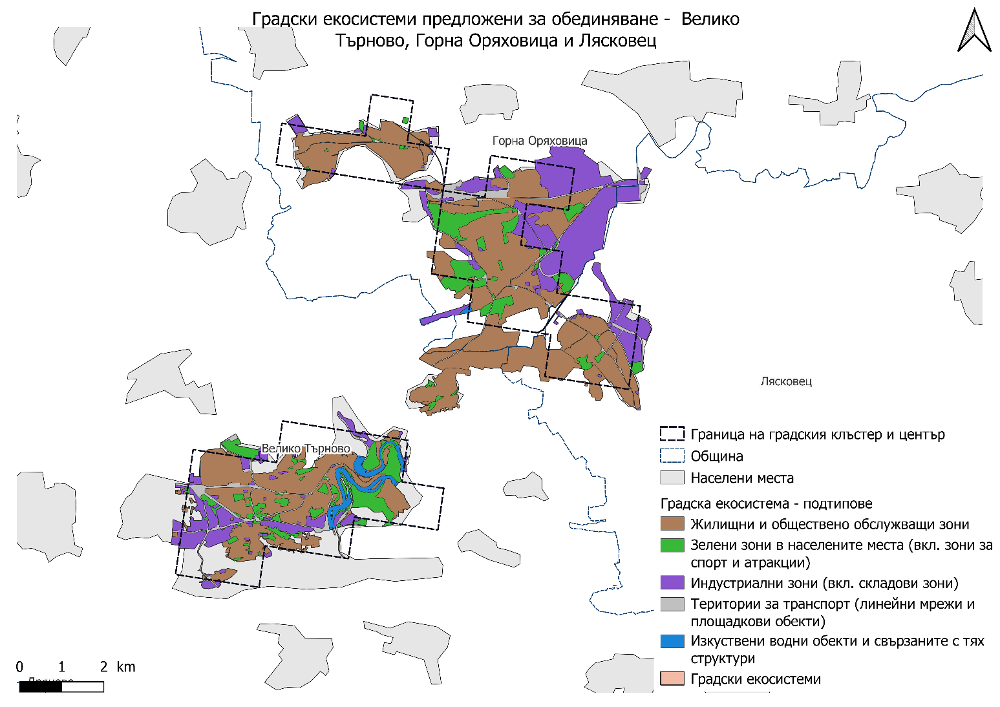 Градски екосистеми предложени за обединяване -  Велико
Търново, Горна Оряховица и Лясковец
Горна Оряховица
Лясковец
Велико Търново
Граница на градския клъстер и център
Община
Населени места
Градска екосистема - подтипове
Жилищни и обществено обслужващи зони
Зелени зони в населените места (вкл. зони за
спорт и атракции)
Индустриални зони (вкл. складови зони)
Територии за транспорт (линейни мрежи и
площадкови обекти)
Изкуствени водни обекти и свързаните с тях
структури
Градски екосистеми
0 1 2 km
Дряново